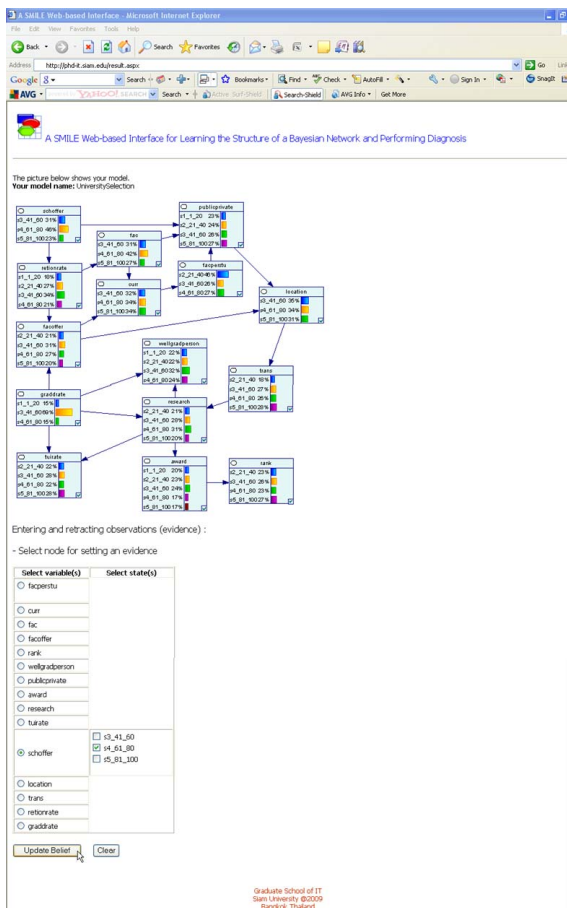 A SMILE Web-based Interface - Microsoft Internet Explorer
File Edit View Favorites Tools Help
Back Search Favorites
Address http://phd-it.siam.edu/result.aspx Go
Google Search Bookmarks Find Check AutoFill Sign In SnagIt
AVG YAHOO! SEARCH Search Active Surf-Shield Search-Shield AVG Info Get More
A SMILE Web-based Interface for Learning the Structure of a Bayesian Network and Performing Diagnosis
The picture below shows your model.
Your model name: UniversitySelection
schoffer
s3_41_60 31%
s4_61_80 46%
s5_81_100 23%
publicprivate
s1_1_20 23%
s2_21_40 24%
s3_41_60 26%
s5_81_100 27%
fac
s3_41_60 31%
s4_61_80 42%
s5_81_100 27%
retionrate
s1_1_20 18%
s2_21_40 27%
s3_41_60 34%
s4_61_80 21%
curr
s3_41_60 32%
s4_61_80 34%
s5_81_100 34%
facperstu
s2_21_40 46%
s3_41_60 26%
s4_61_80 27%
location
s3_41_60 35%
s4_61_80 34%
s5_81_100 31%
facoffer
s2_21_40 21%
s3_41_60 31%
s4_61_80 27%
s5_81_100 20%
wellgradperson
s1_1_20 22%
s2_21_40 22%
s3_41_60 32%
s4_61_80 24%
trans
s2_21_40 18%
s3_41_60 27%
s4_61_80 26%
s5_81_100 28%
graddrate
s1_1_20 15%
s3_41_60 69%
s4_61_80 15%
research
s2_21_40 21%
s3_41_60 28%
s4_61_80 31%
s5_81_100 20%
tuirate
s2_21_40 22%
s3_41_60 28%
s4_61_80 22%
s5_81_100 28%
award
s1_1_20 20%
s2_21_40 23%
s3_41_60 24%
s4_61_80 17%
s5_81_100 17%
rank
s2_21_40 23%
s3_41_60 26%
s4_61_80 23%
s5_81_100 27%
Entering and retracting observations (evidence) :
- Select node for setting an evidence
Select variable(s) Select state(s)
facperstu
curr
fac
facoffer
rank
wellgradperson
publicprivate
award
research
tuirate
schoffer
s3_41_60
s4_61_80
s5_81_100
location
trans
retionrate
graddrate
Update Belief Clear
Graduate School of IT
Siam University @2009
Bangkok Thailand